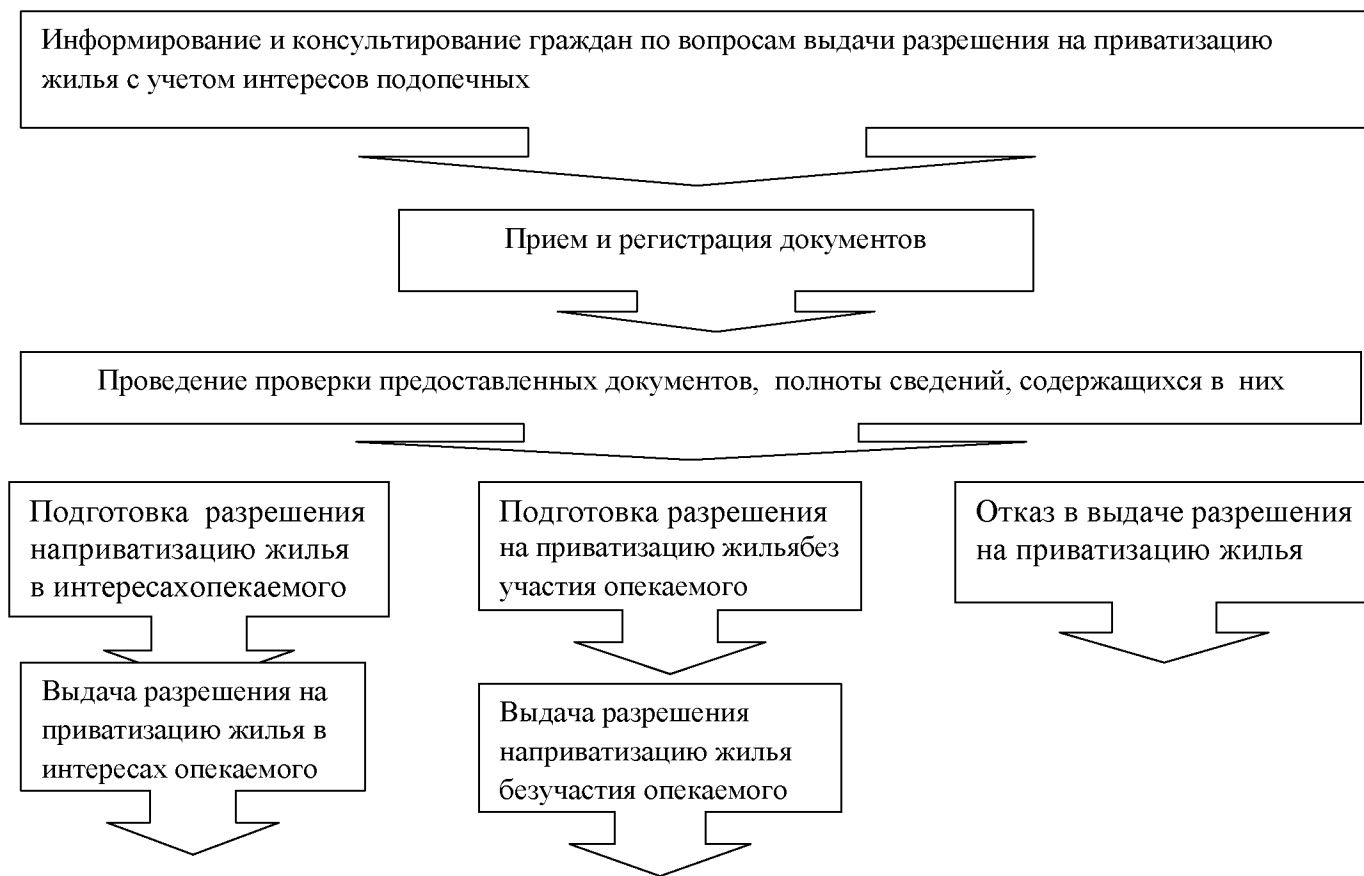 Информирование и консультирование граждан по вопросам выдачи разрешения на приватизацию
жилья с учетом интересов подопечных
Прием и регистрация документов
Проведение проверки предоставленных документов,  полноты сведений, содержащихся в  них
Подготовка  разрешения
наприватизацию жилья
в интересахопекаемого
Подготовка разрешения
на приватизацию жильябез
участия опекаемого
Отказ в выдаче разрешения
на приватизацию жилья
Выдача разрешения на
приватизацию жилья в
интересах опекаемого
Выдача разрешения
наприватизацию жилья
безучастия опекаемого